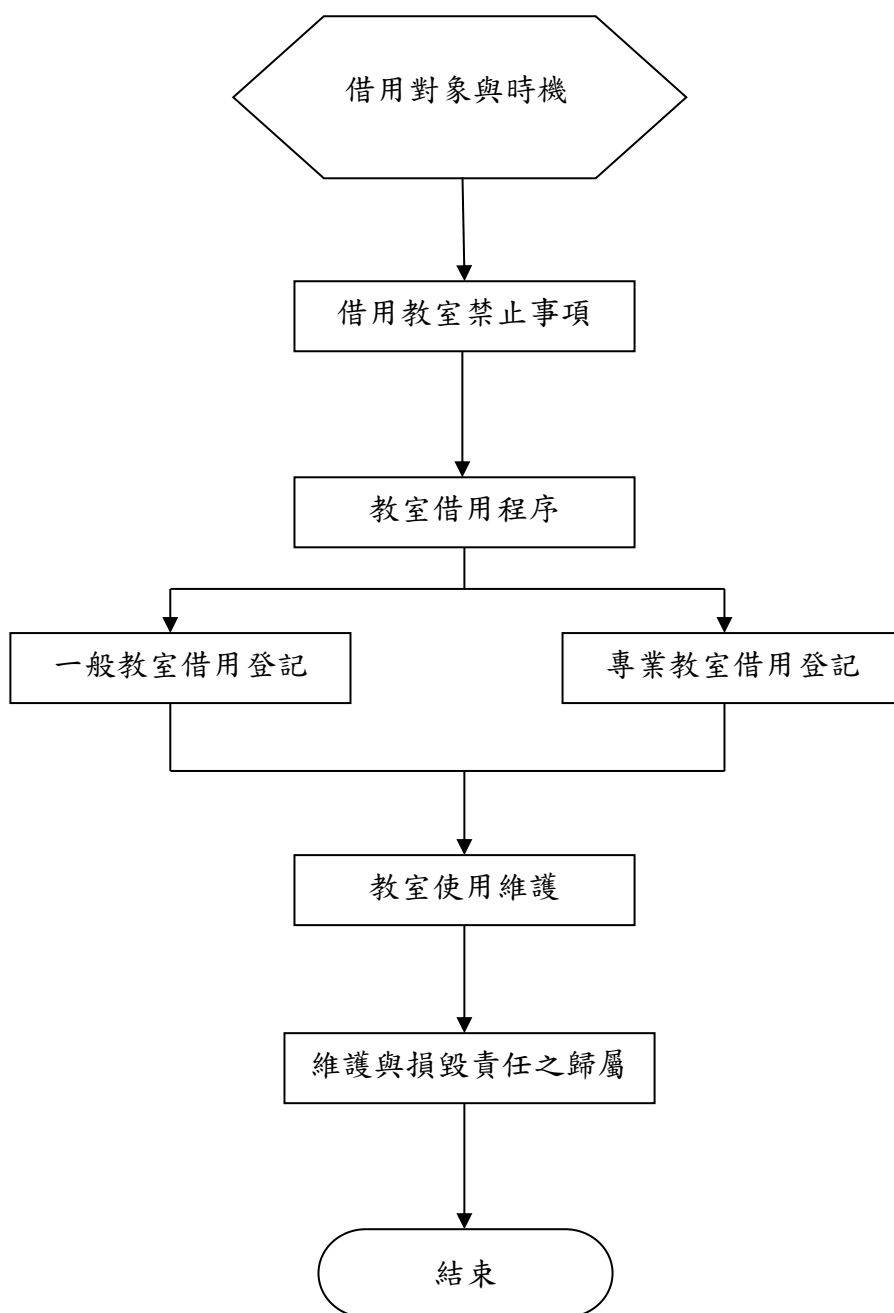 借用對象與時機
借用教室禁止事項
教室借用程序
一般教室借用登記
專業教室借用登記
教室使用維護
維護與損毀責任之歸屬
結束